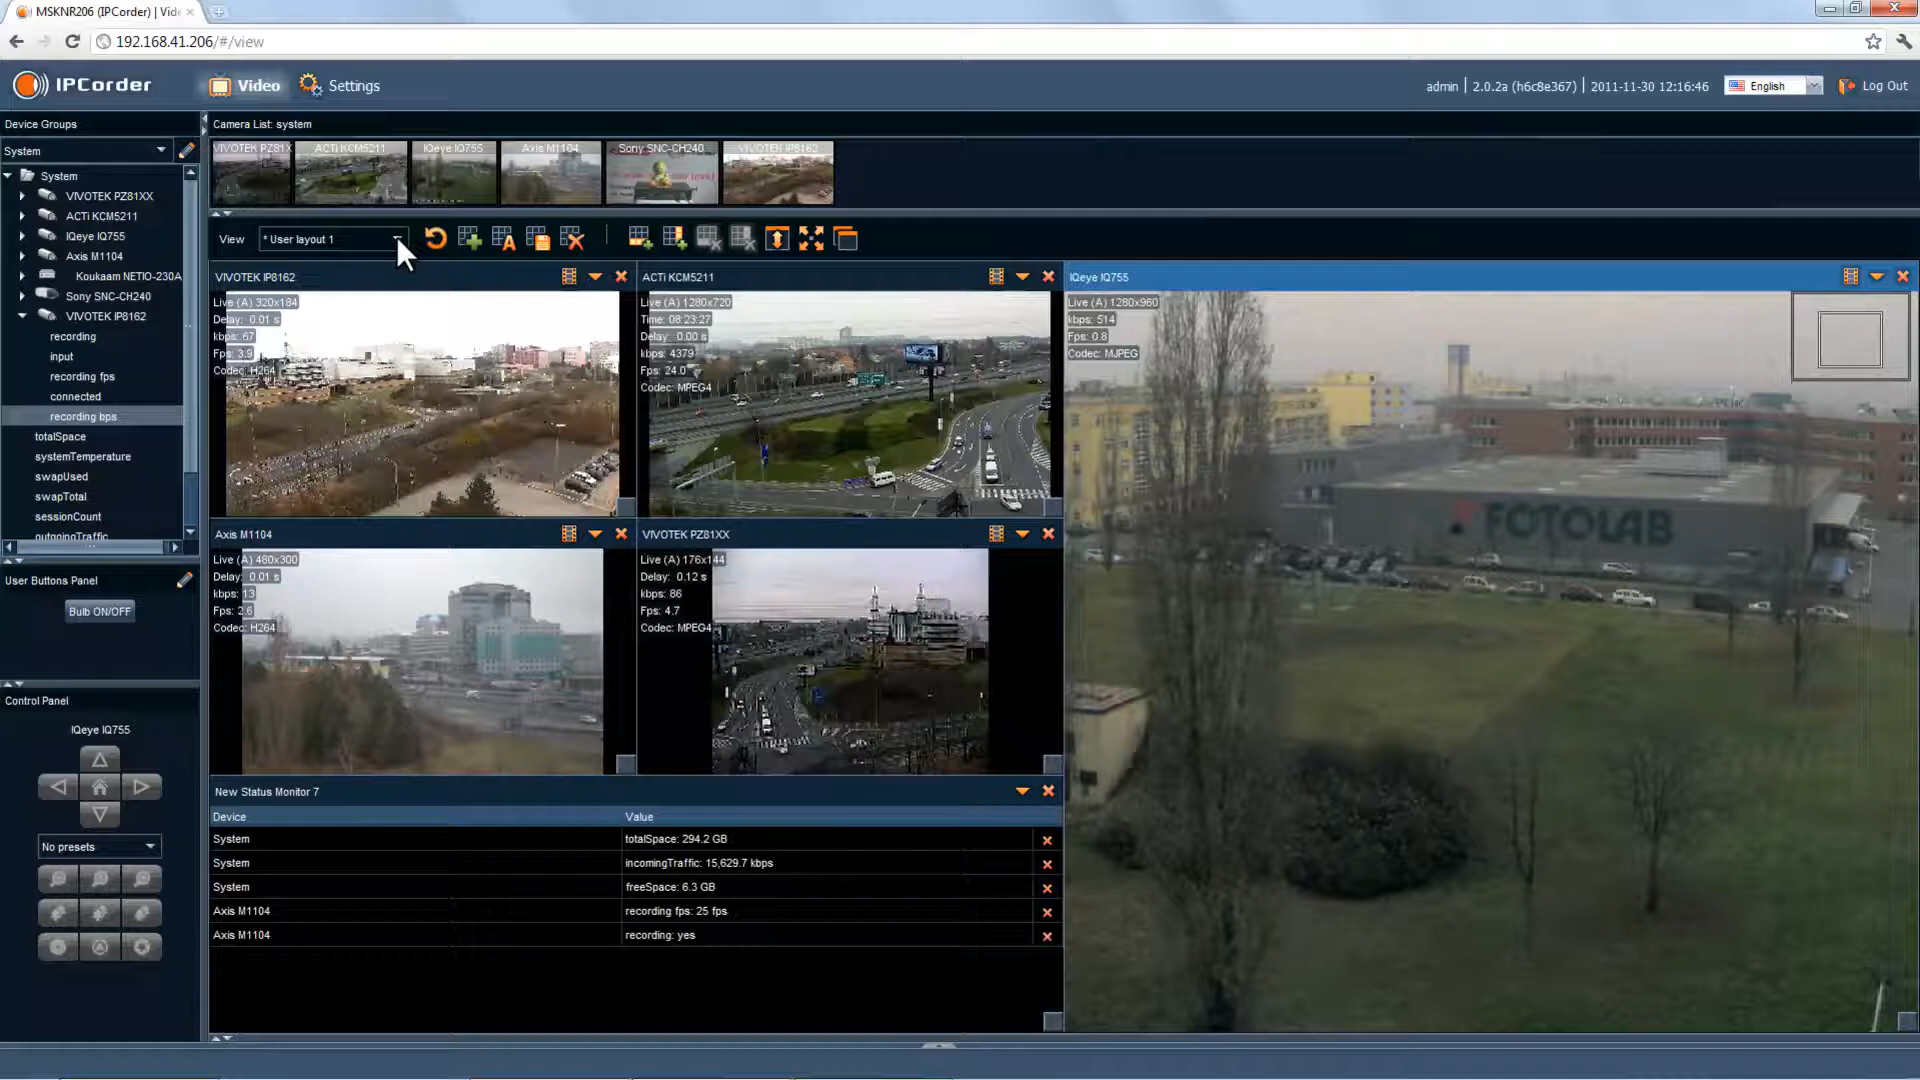 MSKNR206 (IPCorder) | Vide
192.168.41.206/#/view
IPCorder
Video
Settings
admin | 2.0.2a (h6c8e367) | 2011-11-30 12:16:46
English
Log Out
Device Groups
System
System
VIVOTEK PZ81XX
ACTi KCM5211
IQeye IQ755
Axis M1104
Koukaam NETIO-230A
Sony SNC-CH240
VIVOTEK IP8162
recording
input
recording fps
connected
recording bps
totalSpace
systemTemperature
swapUsed
swapTotal
sessionCount
outgoingTraffic
User Buttons Panel
Bulb ON/OFF
Control Panel
IQeye IQ755
No presets
Camera List: system
VIVOTEK PZ81X
ACTi KCM5211
IQeye IQ755
Axis M1104
Sony SNC-CH240
VIVOTEK IP8162
View
* User layout 1
VIVOTEK IP8162
Live (A) 320x184
Delay: 0.01 s
kbps: 67
Fps: 3.9
Codec: H264
ACTi KCM5211
Live (A) 1280x720
Time: 08:23:27
Delay: 0.00 s
kbps: 4379
Fps: 24.0
Codec: MPEG4
IQeye IQ755
Live (A) 1280x960
kbps: 514
Fps: 0.8
Codec: MJPEG
FOTOLAB
Axis M1104
Live (A) 480x300
Delay: 0.01 s
kbps: 13
Fps: 2.6
Codec: H264
VIVOTEK PZ81XX
Live (A) 176x144
Delay: 0.12 s
kbps: 86
Fps: 4.7
Codec: MPEG4
New Status Monitor 7
Device Value
System totalSpace: 294.2 GB
System incomingTraffic: 15,629.7 kbps
System freeSpace: 6.3 GB
Axis M1104 recording fps: 25 fps
Axis M1104 recording: yes